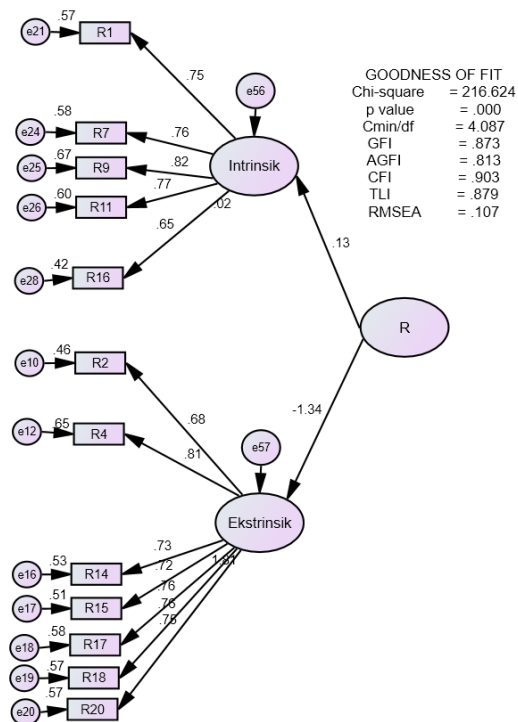 .57
e21
R1
.75
e56
GOODNESS OF FIT
Chi-square = 216.624
p value = .000
Cmin/df = 4.087
GFI = .873
AGFI = .813
CFI = .903
TLI = .879
RMSEA = .107
.58
e24
R7
.76
.67
e25
R9
.82
Intrinsik
.60
e26
R11
.77
.02
.65
.42
e28
R16
.13
R
.46
e10
R2
.68
.65
e12
R4
.81
-1.34
e57
Ekstrinsik
.53
e16
R14
.73
.51
e17
R15
.72
1.81
.58
e18
R17
.76
.57
e19
R18
.76
.57
e20
R20
.75